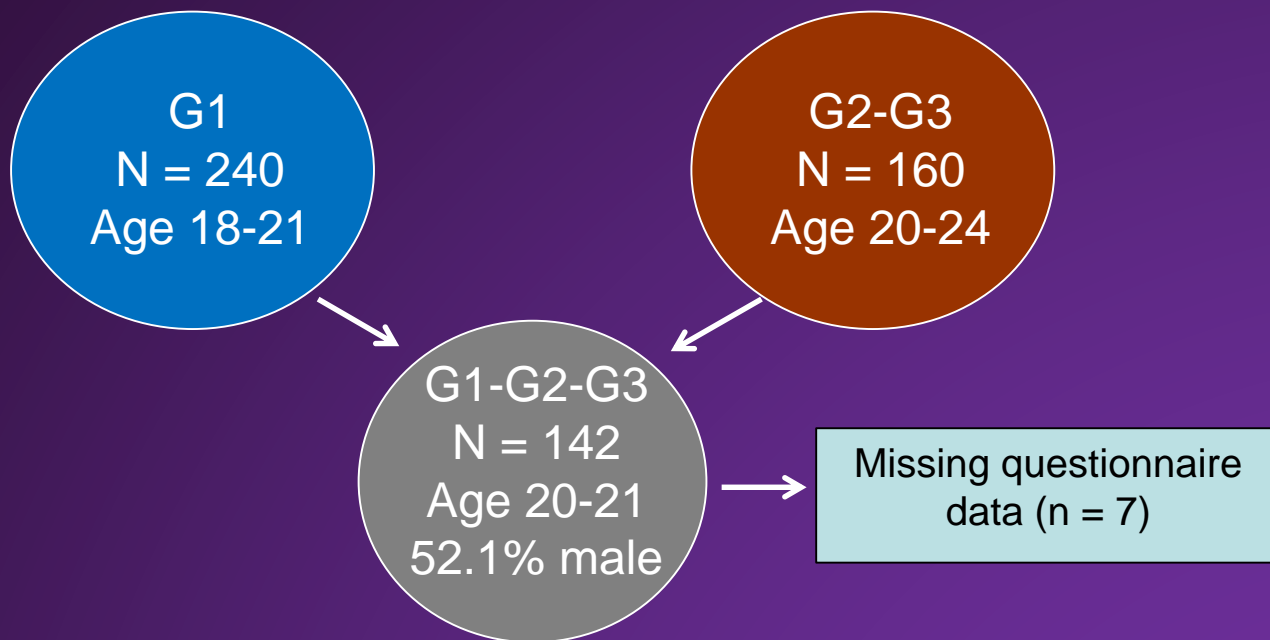 G1
N = 240
Age 18-21
G2-G3
N = 160
Age 20-24
G1-G2-G3
N = 142
Age 20-21
52.1% male
Missing questionnaire
data (n = 7)